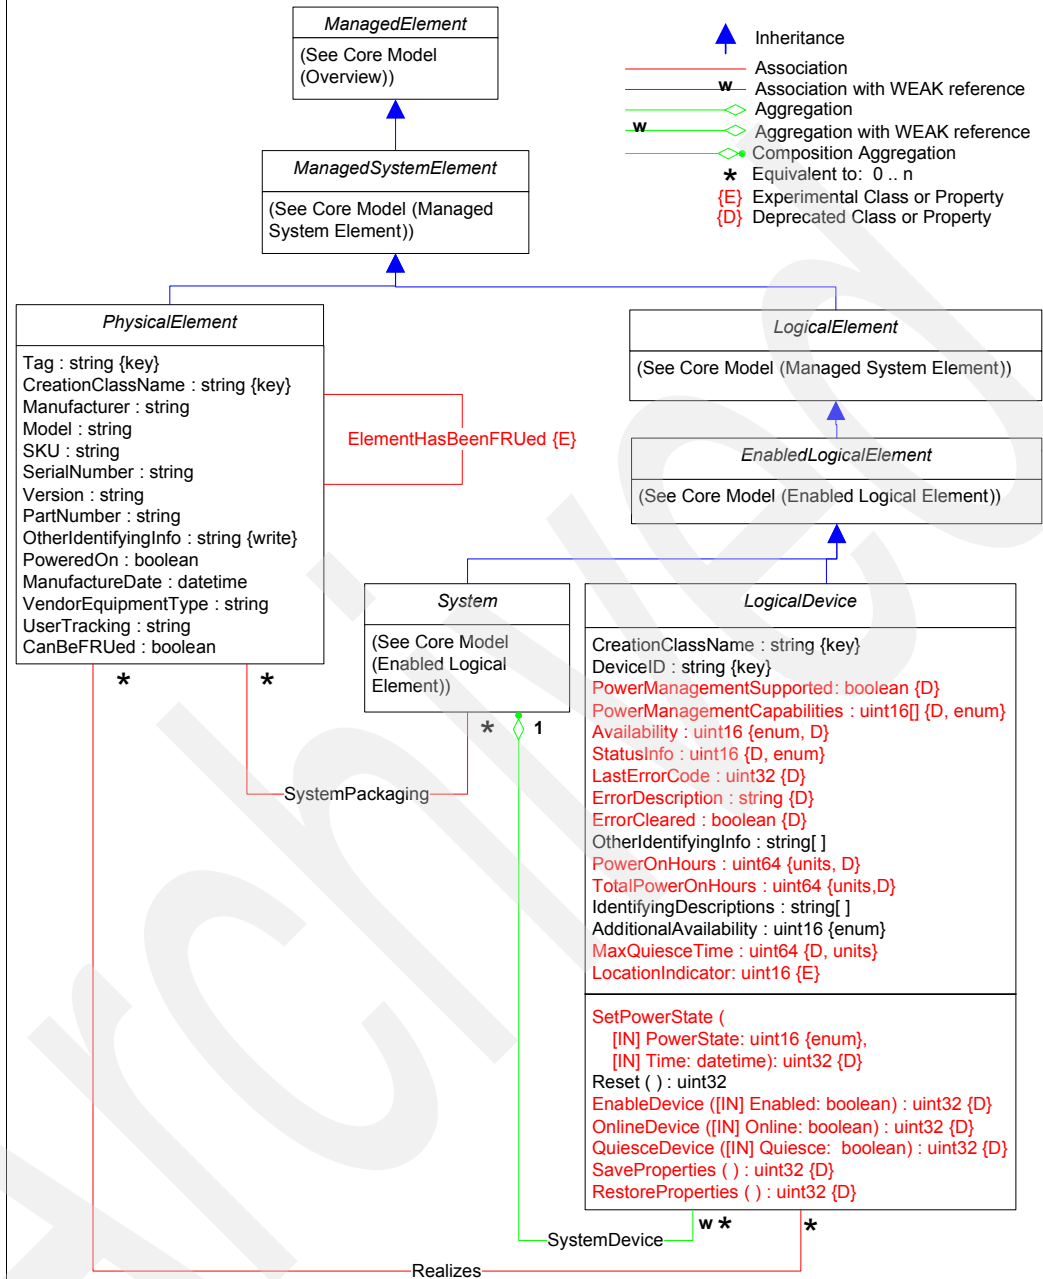 ManagedElement
(See Core Model
(Overview))
Inheritance
Association
w
Association with WEAK reference
Aggregation
w
Aggregation with WEAK reference
Composition Aggregation
* Equivalent to: 0 .. n
{E} Experimental Class or Property
{D} Deprecated Class or Property
ManagedSystemElement
(See Core Model (Managed
System Element))
PhysicalElement
Tag : string {key}
CreationClassName : string {key}
Manufacturer : string
Model : string
SKU : string
SerialNumber : string
Version : string
PartNumber : string
OtherIdentifyingInfo : string {write}
PoweredOn : boolean
ManufactureDate : datetime
VendorEquipmentType : string
UserTracking : string
CanBeFRUed : boolean
* *
ElementHasBeenFRUed {E}
LogicalElement
(See Core Model (Managed System Element))
EnabledLogicalElement
(See Core Model (Enabled Logical Element))
System
(See Core Model
(Enabled Logical
Element))
* 1
SystemPackaging
LogicalDevice
CreationClassName : string {key}
DeviceID : string {key}
PowerManagementSupported: boolean {D}
PowerManagementCapabilities : uint16[] {D, enum}
Availability : uint16 {enum, D}
StatusInfo : uint16 {D, enum}
LastErrorCode : uint32 {D}
ErrorDescription : string {D}
ErrorCleared : boolean {D}
OtherIdentifyingInfo : string[ ]
PowerOnHours : uint64 {units, D}
TotalPowerOnHours : uint64 {units,D}
IdentifyingDescriptions : string[ ]
AdditionalAvailability : uint16 {enum}
MaxQuiesceTime : uint64 {D, units}
LocationIndicator: uint16 {E}
SetPowerState (
[IN] PowerState: uint16 {enum},
[IN] Time: datetime): uint32 {D}
Reset ( ) : uint32
EnableDevice ([IN] Enabled: boolean) : uint32 {D}
OnlineDevice ([IN] Online: boolean) : uint32 {D}
QuiesceDevice ([IN] Quiesce: boolean) : uint32 {D}
SaveProperties ( ) : uint32 {D}
RestoreProperties ( ) : uint32 {D}
w * *
SystemDevice
Realizes
Archived